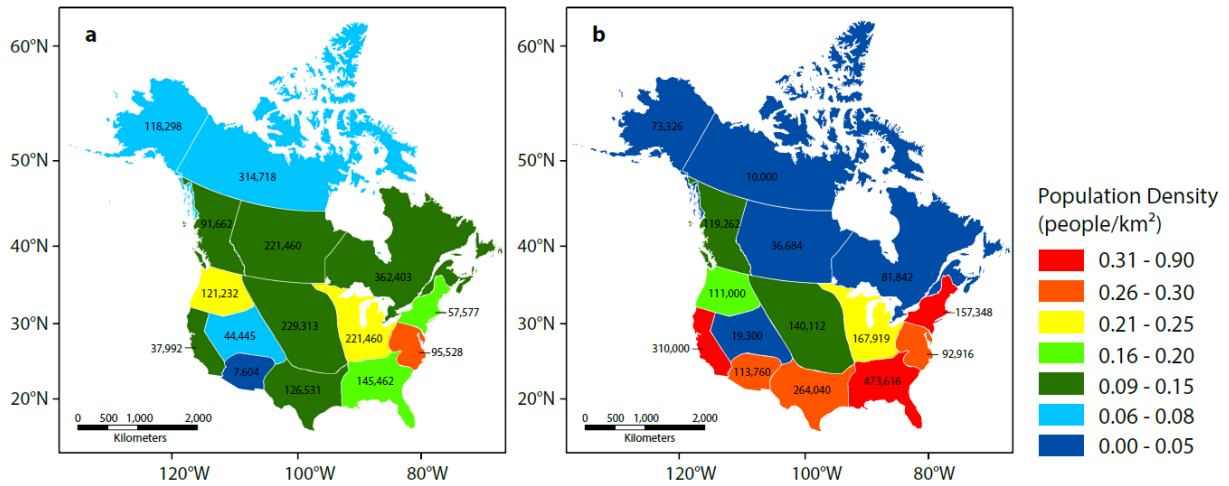 a
60°N
50°N
40°N
30°N
20°N
118,298
314,718
91,662
221,460
362,403
121,232
57,577
229,313
44,445
221,460
37,992
95,528
7,604
145,462
126,531
0 500 1,000 2,000
Kilometers
120°W 100°W 80°W
b
60°N
50°N
40°N
30°N
20°N
73,326
10,000
119,262
36,684
81,842
111,000
157,348
140,112
19,300
167,919
310,000
92,916
113,760
473,616
264,040
0 500 1,000 2,000
Kilometers
120°W 100°W 80°W
Population Density
(people/km²)
0.31 - 0.90
0.26 - 0.30
0.21 - 0.25
0.16 - 0.20
0.09 - 0.15
0.06 - 0.08
0.00 - 0.05